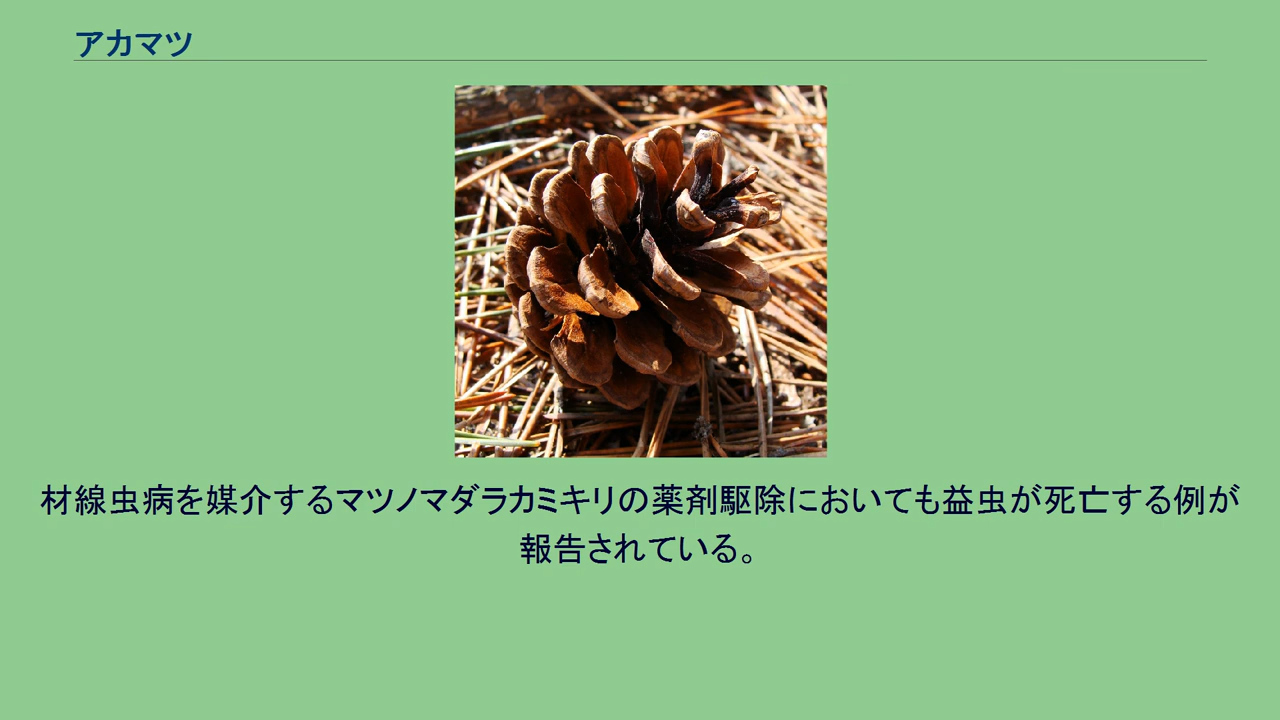 アカマツ
材線虫病を媒介するマツノマダラカミキリの薬剤駆除においても益虫が死亡する例が
報告されている。